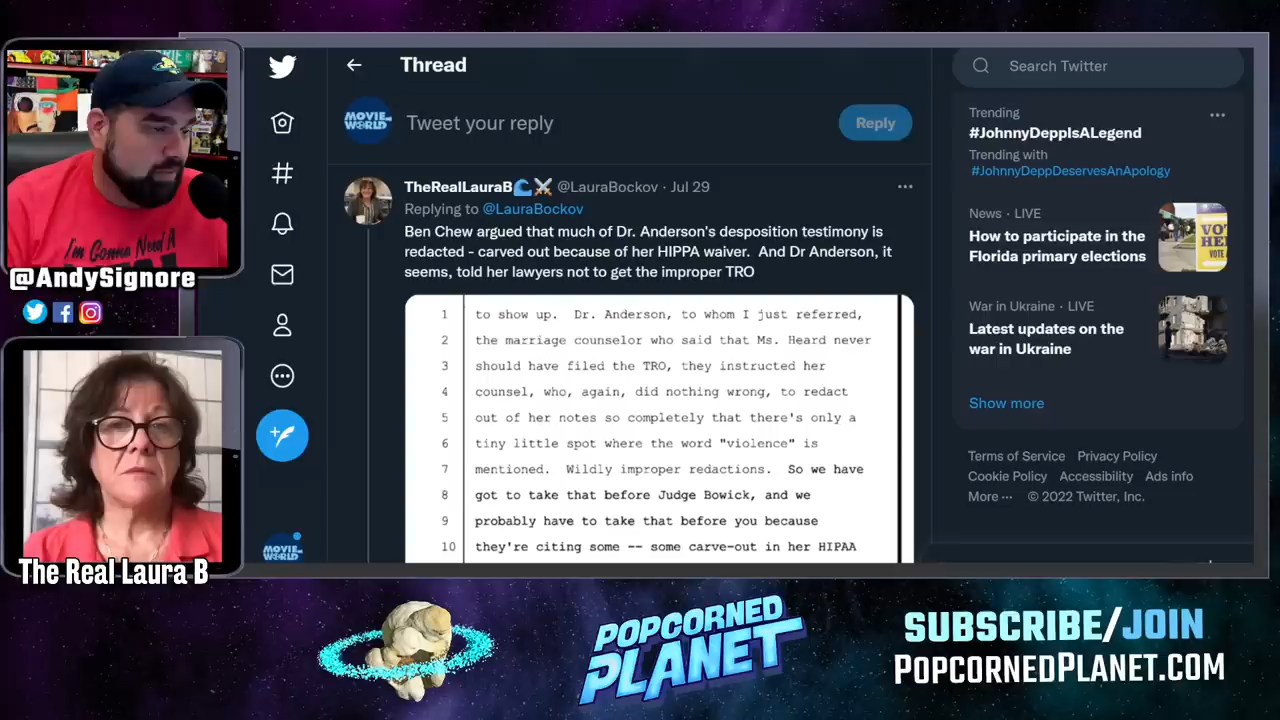 I'm Gonna Need A
@AndySignore
The Real Laura B
Thread
MOVIE-
WORLD
Tweet your reply
Reply
TheRealLauraB🌊⚔️ @LauraBockov · Jul 29
Replying to @LauraBockov
Ben Chew argued that much of Dr. Anderson's desposition testimony is
redacted - carved out because of her HIPPA waiver. And Dr Anderson, it
seems, told her lawyers not to get the improper TRO
1 to show up. Dr. Anderson, to whom I just referred,
2 the marriage counselor who said that Ms. Heard never
3 should have filed the TRO, they instructed her
4 counsel, who, again, did nothing wrong, to redact
5 out of her notes so completely that there's only a
6 tiny little spot where the word "violence" is
7 mentioned. Wildly improper redactions. So we have
8 got to take that before Judge Bowick, and we
9 probably have to take that before you because
10 they're citing some -- some carve-out in her HIPAA
MOVIE-
WORLD
Search Twitter
Trending
#JohnnyDeppIsALegend
Trending with
#JohnnyDeppDeservesAnApology
News · LIVE
How to participate in the
Florida primary elections
War in Ukraine · LIVE
Latest updates on the
war in Ukraine
Show more
Terms of Service Privacy Policy
Cookie Policy Accessibility Ads info
More ··· © 2022 Twitter, Inc.
POPCORNED
PLANET
SUBSCRIBE/JOIN
POPCORNEDPLANET.COM